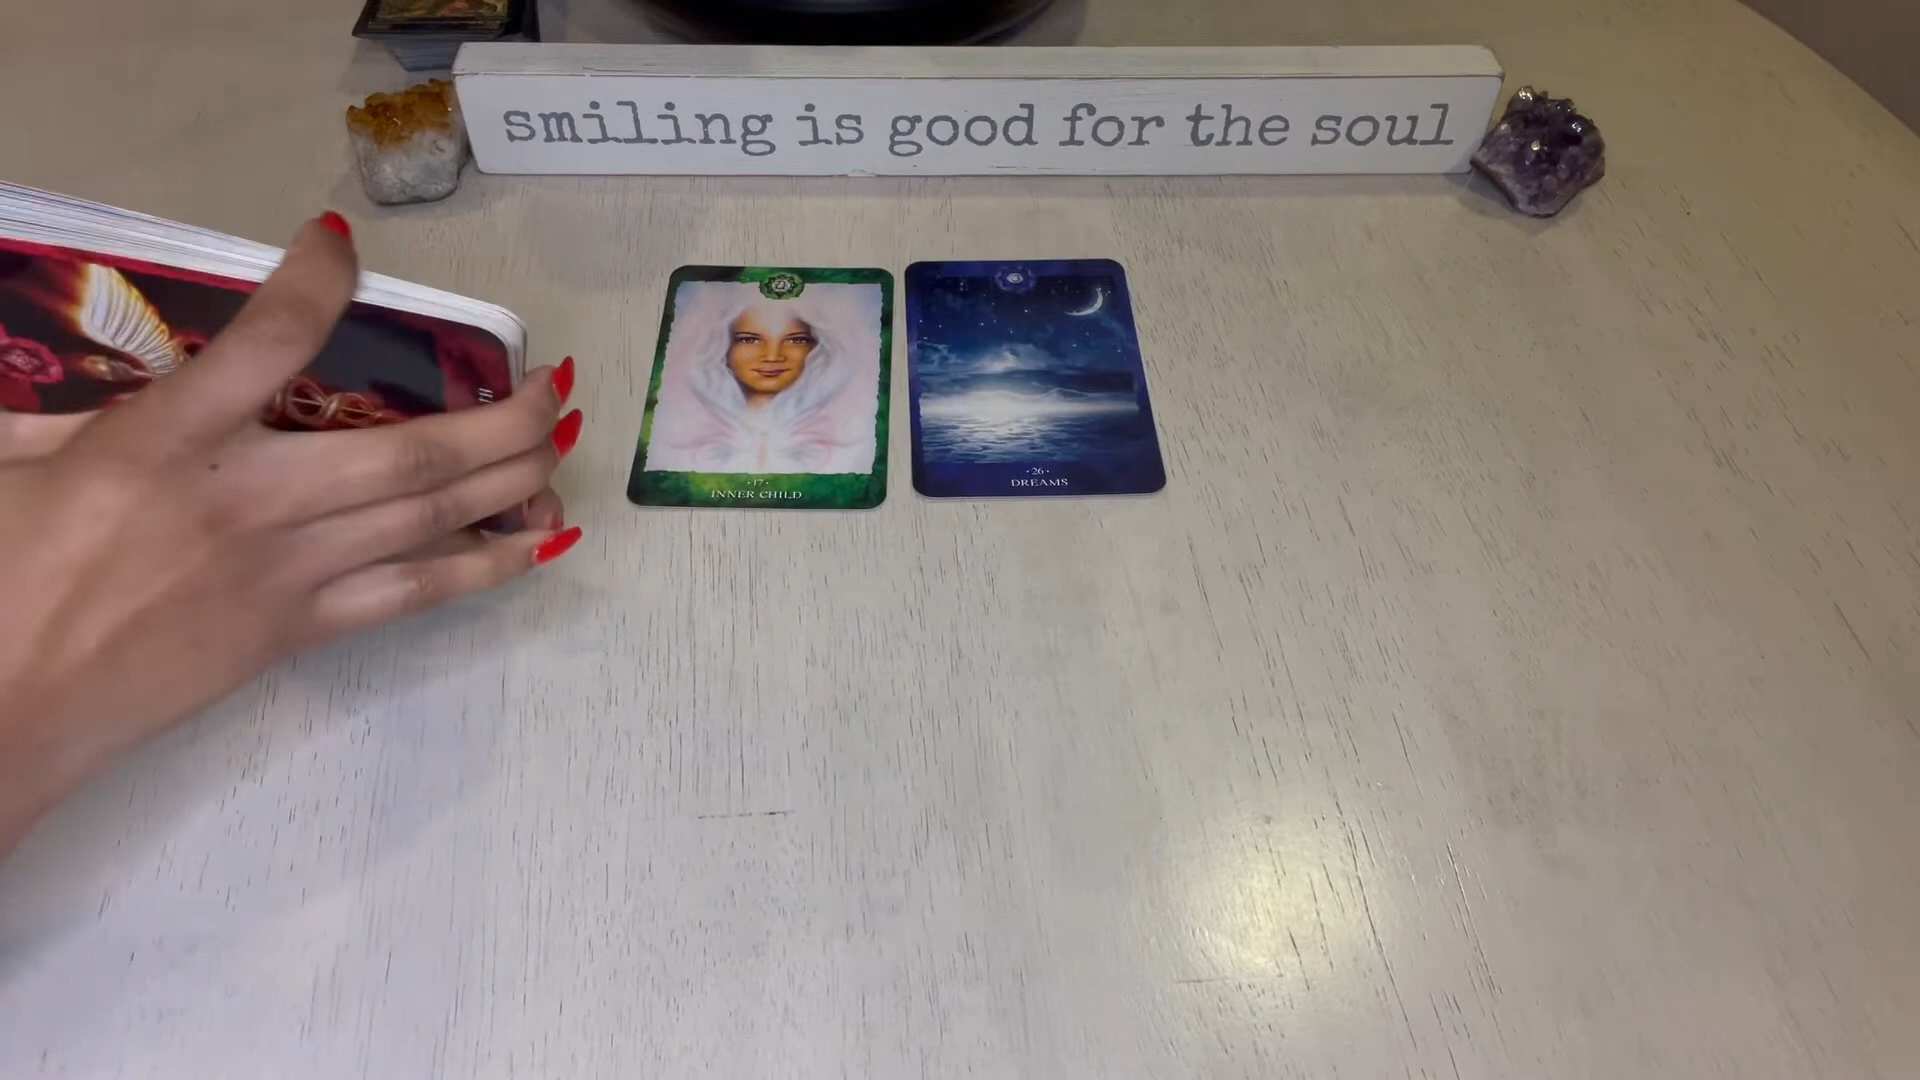 smiling is good for the soul
·17·
INNER CHILD
·26·
DREAMS